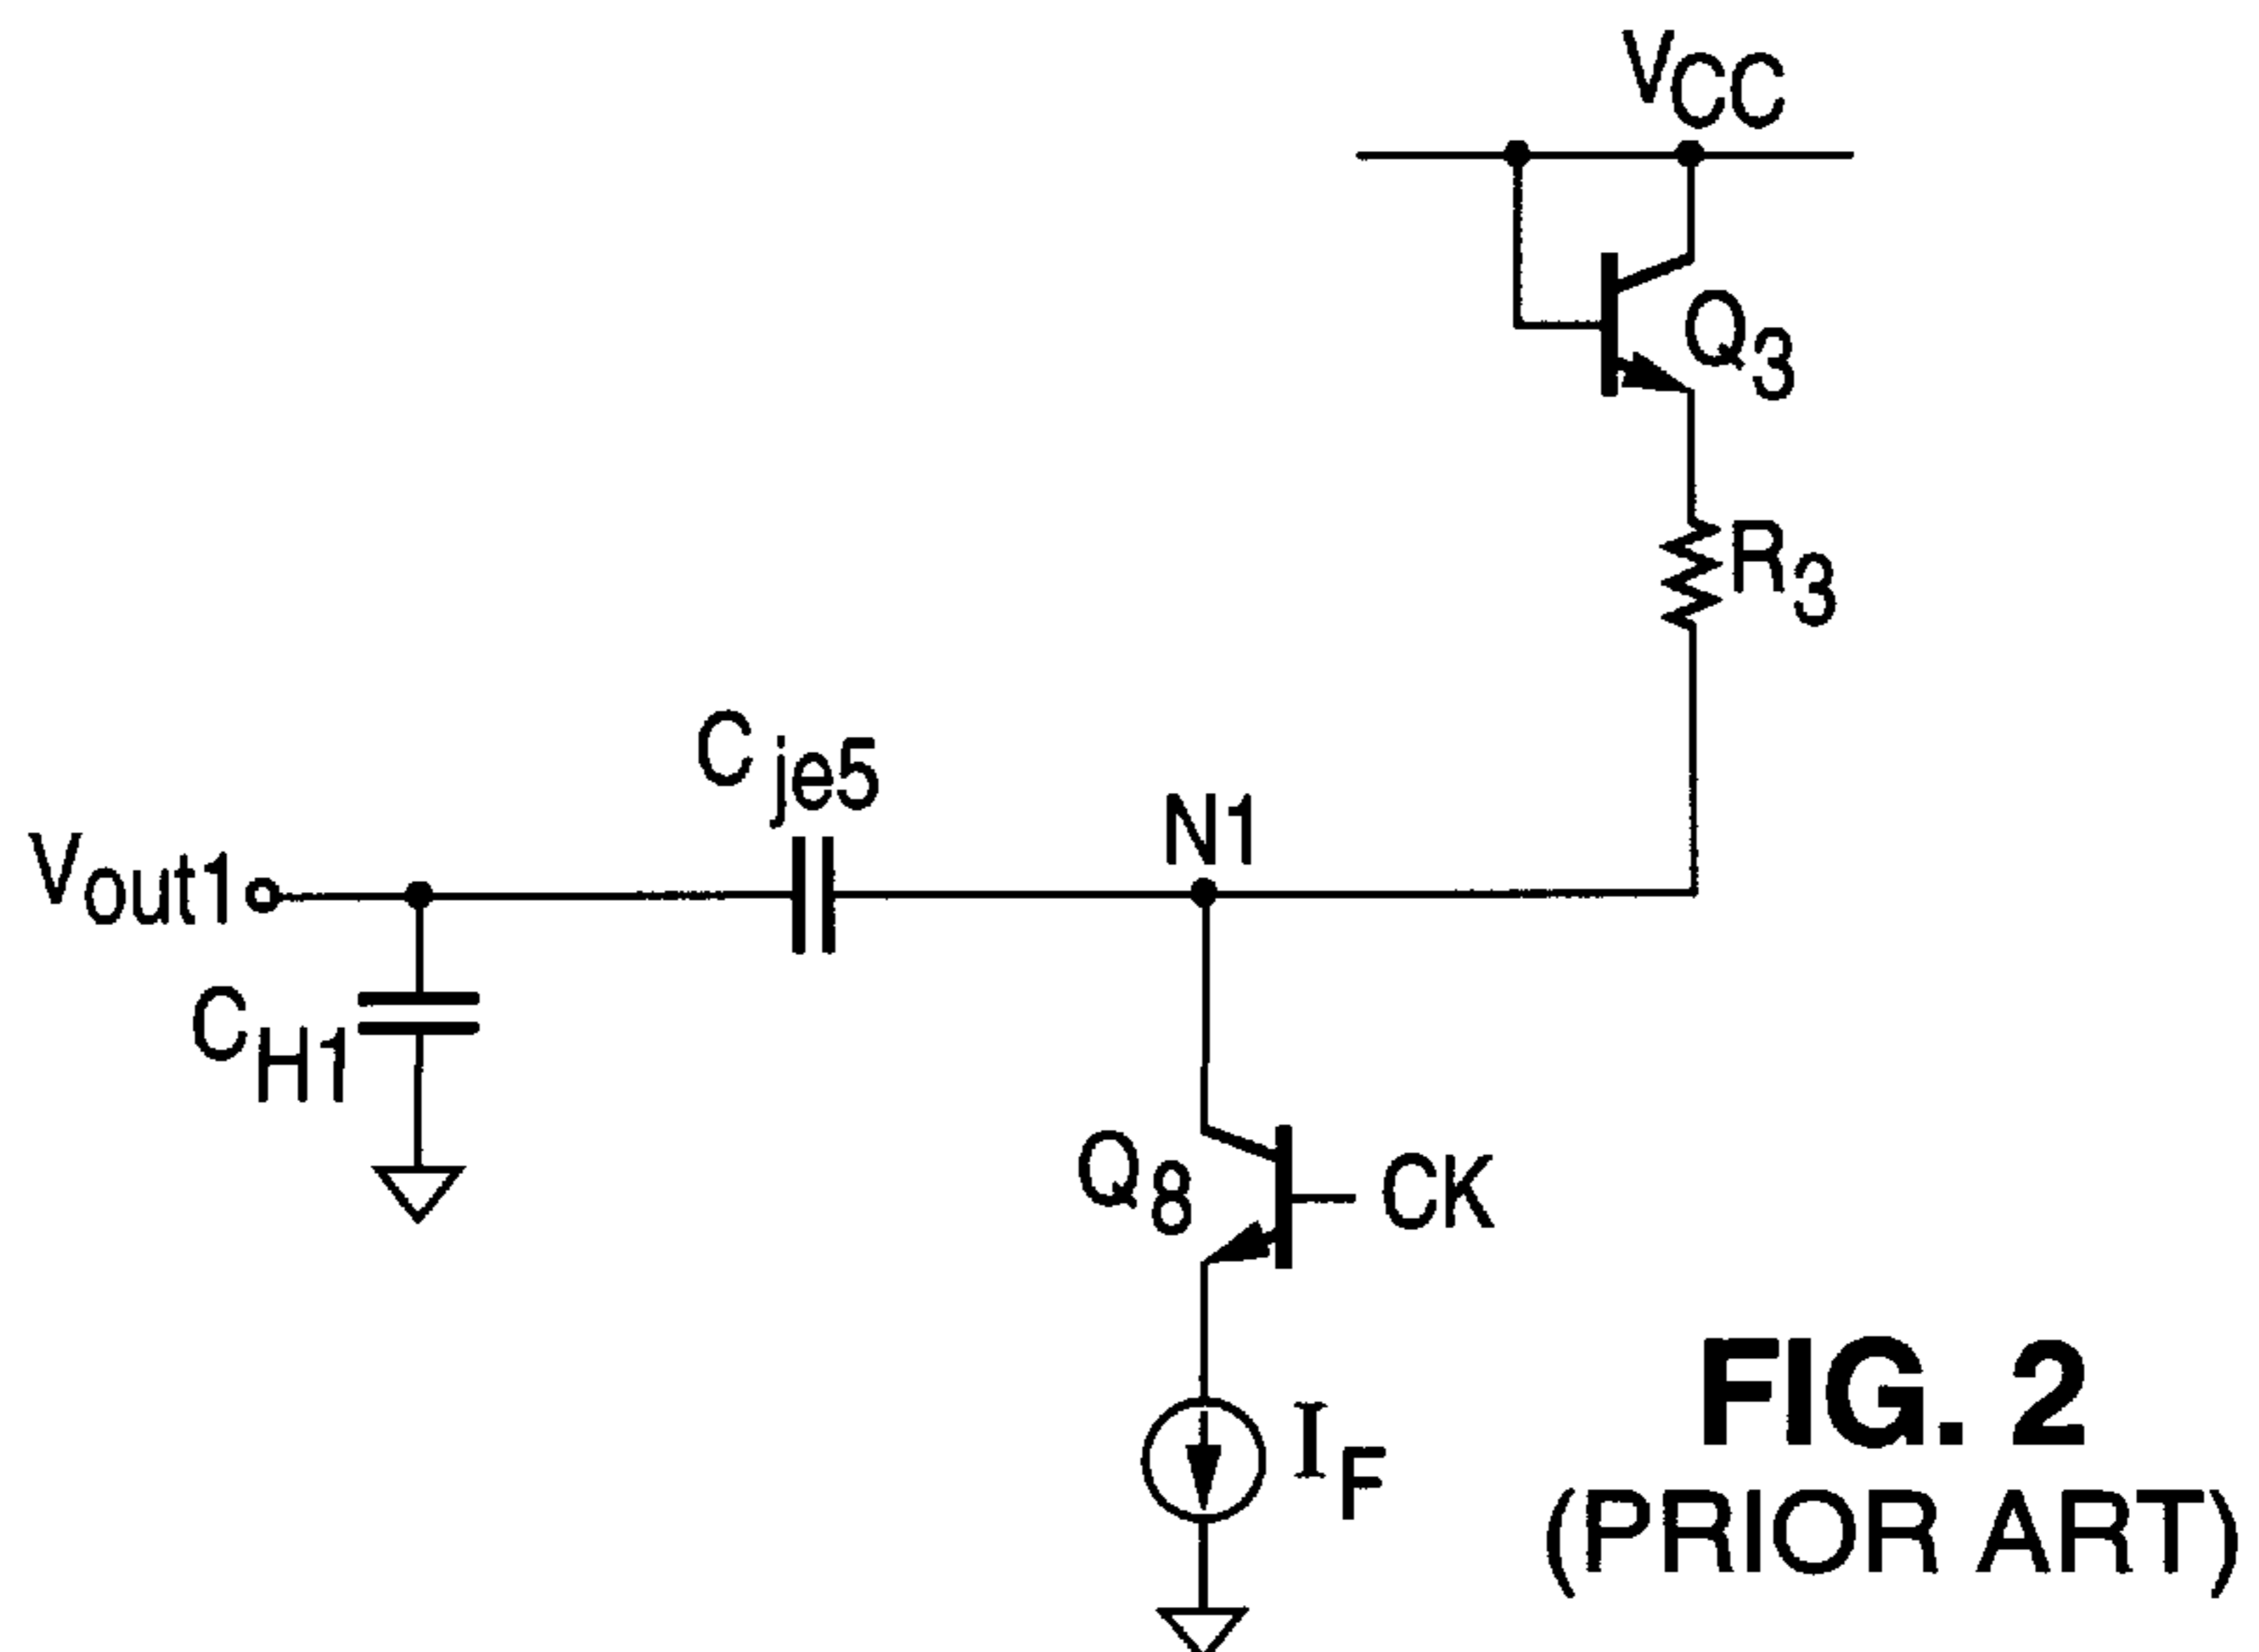 VCC
Q3
R3
Cje5
N1
Vout1
CH1
Q8
CK
IF
FIG. 2
(PRIOR ART)